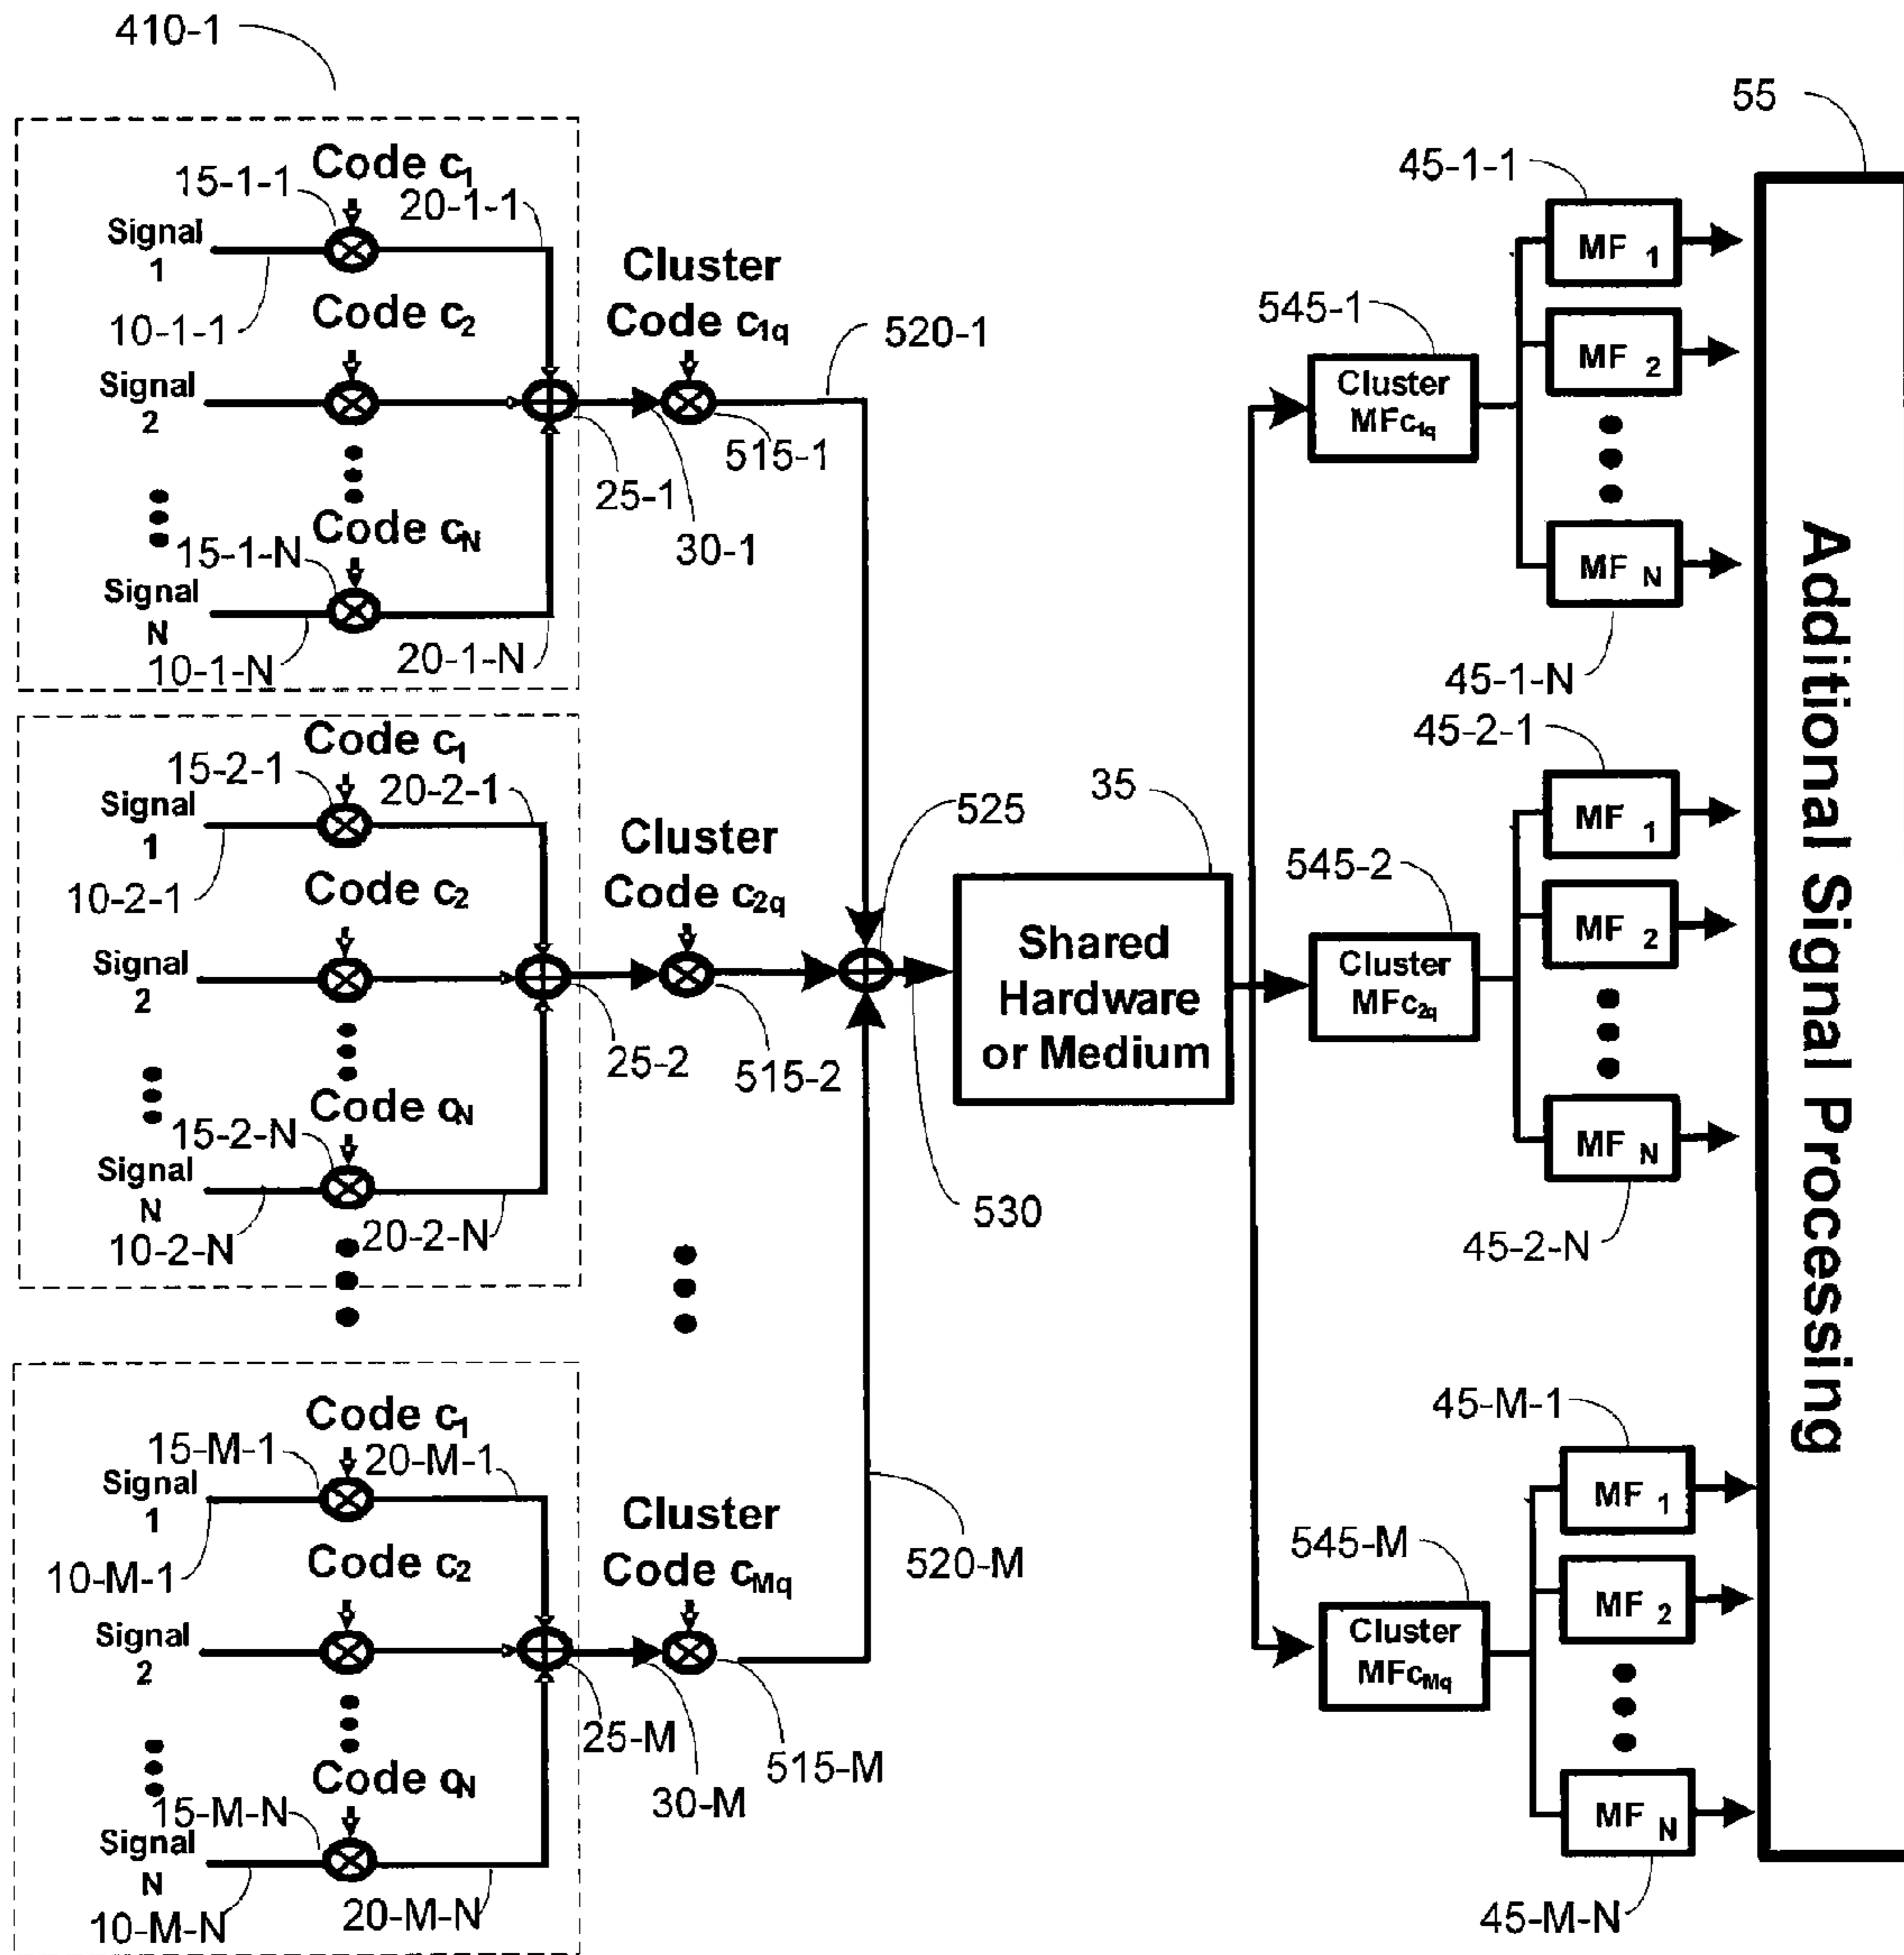 410-1
Code c1
15-1-1
20-1-1
Signal
1
10-1-1
Code c2
Signal
2
Code cN
15-1-N
Signal
N
10-1-N
20-1-N
25-1
30-1
Cluster
Code c1q
515-1
520-1
Code c1
15-2-1
20-2-1
Signal
1
10-2-1
Code c2
Signal
2
Code cN
15-2-N
Signal
N
10-2-N
20-2-N
25-2
Cluster
Code c2q
515-2
525
530
35
Shared
Hardware
or Medium
Code c1
15-M-1
20-M-1
Signal
1
10-M-1
Code c2
Signal
2
Code cN
15-M-N
Signal
N
10-M-N
20-M-N
25-M
30-M
Cluster
Code cMq
515-M
520-M
545-1
Cluster
MFc1q
45-1-1
MF 1
MF 2
MF N
45-1-N
545-2
Cluster
MFc2q
45-2-1
MF 1
MF 2
MF N
45-2-N
545-M
Cluster
MFcMq
45-M-1
MF 1
MF 2
MF N
45-M-N
55
Additional Signal Processing